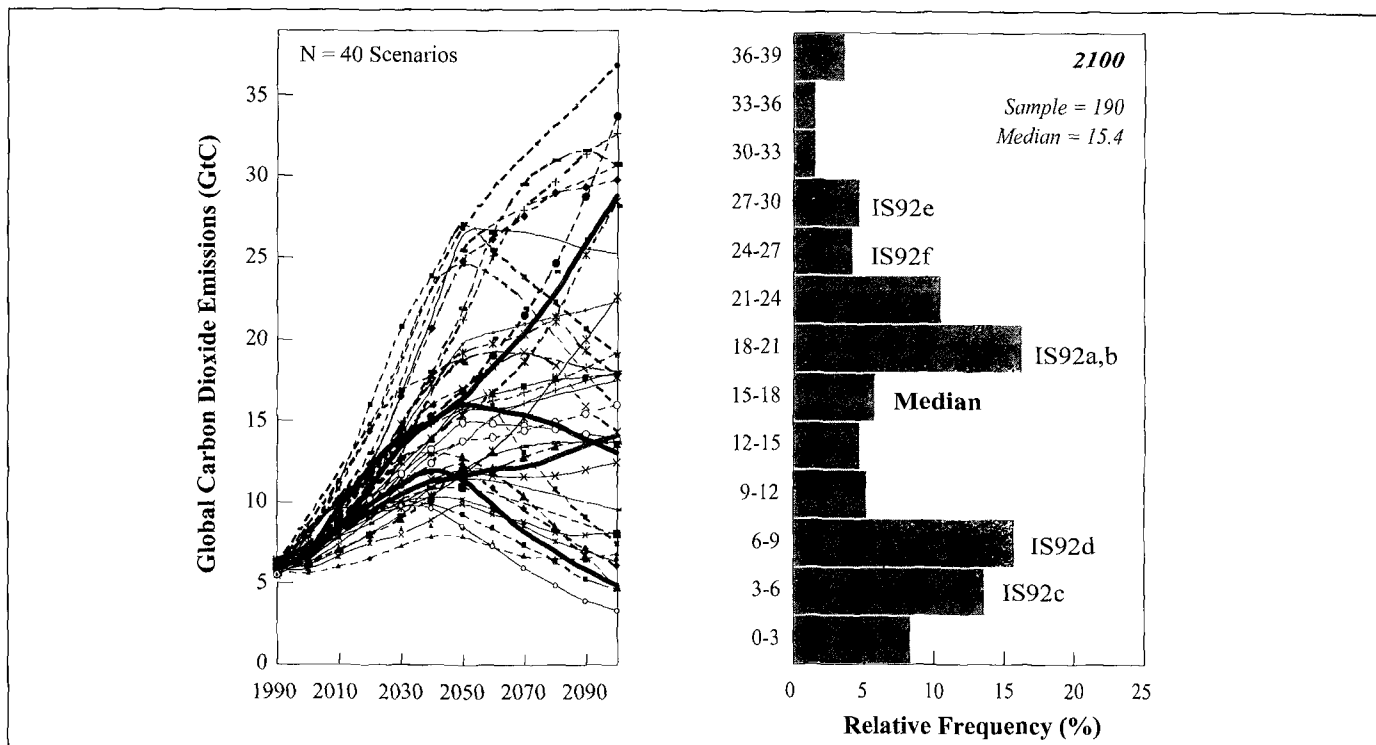 N = 40 Scenarios
Global Carbon Dioxide Emissions (GtC)
35
30
25
20
15
10
5
0
1990 2010 2030 2050 2070 2090
2100
Sample = 190
Median = 15.4
36-39
33-36
30-33
27-30 IS92e
24-27 IS92f
21-24
18-21 IS92a,b
15-18 Median
12-15
9-12
6-9 IS92d
3-6 IS92c
0-3
0 5 10 15 20 25
Relative Frequency (%)